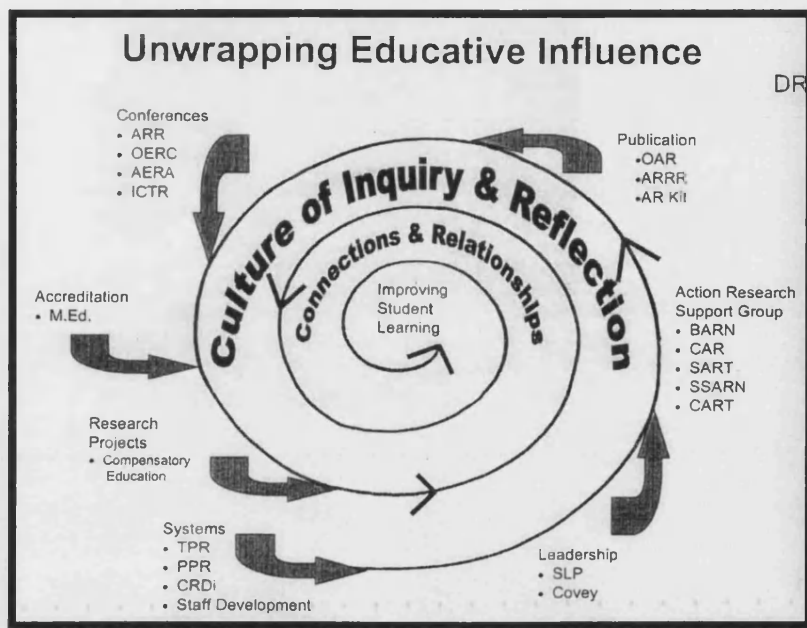 Unwrapping Educative Influence
DR
Conferences
• ARR
• OERC
• AERA
• ICTR
Publication
•OAR
•ARRR
•AR Kit
Culture of Inquiry & Reflection
Connections & Relationships
Improving
Student
Learning
Accreditation
• M.Ed.
Action Research
Support Group
• BARN
• CAR
• SART
• SSARN
• CART
Research
Projects
• Compensatory
Education
Systems
• TPR
• PPR
• CRDi
• Staff Development
Leadership
• SLP
• Covey